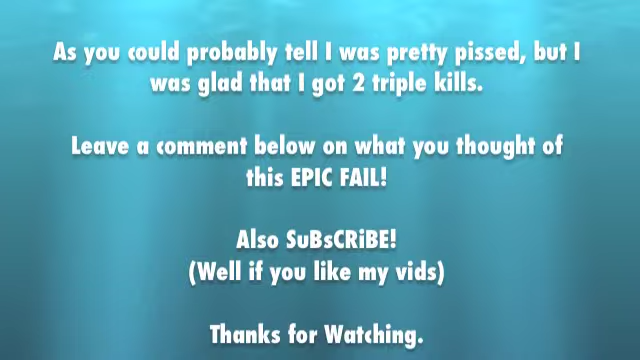 As you could probably tell I was pretty pissed, but I
was glad that I got 2 triple kills.
Leave a comment below on what you thought of
this EPIC FAIL!
Also SuBsCRiBE!
(Well if you like my vids)
Thanks for Watching.